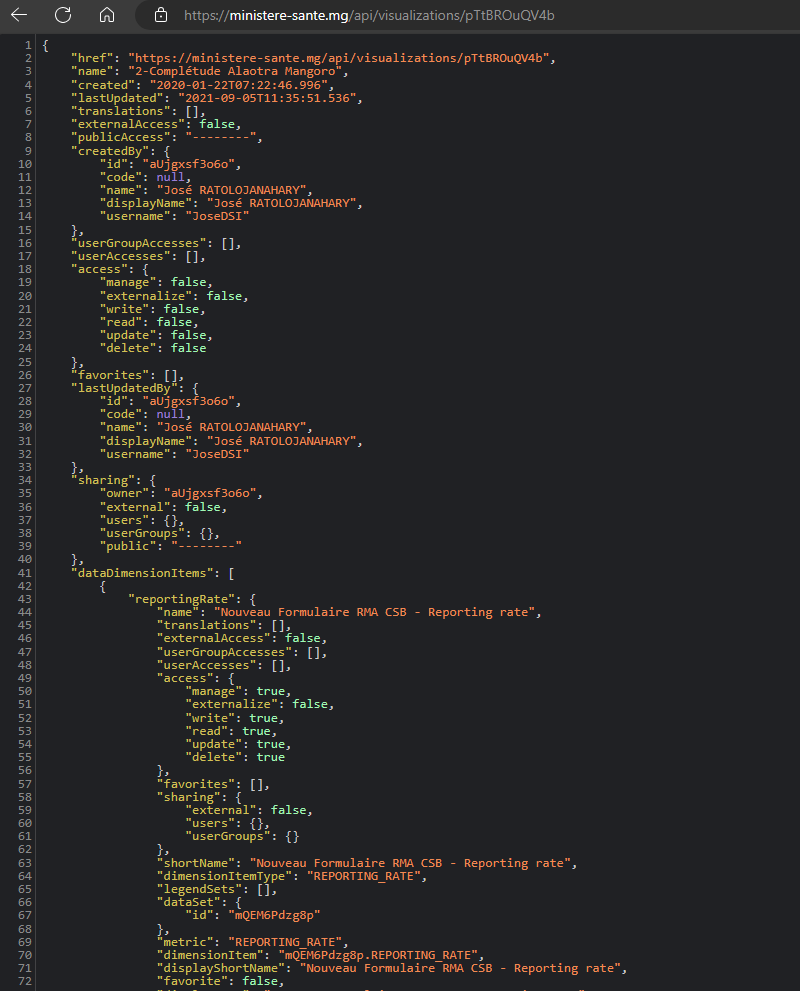 https://ministere-sante.mg/api/visualizations/pTtBROuQV4b
1 {
2 "href": "https://ministere-sante.mg/api/visualizations/pTtBROuQV4b",
3 "name": "2-Complétude Alaotra Mangoro",
4 "created": "2020-01-22T07:22:46.996",
5 "lastUpdated": "2021-09-05T11:35:51.536",
6 "translations": [],
7 "externalAccess": false,
8 "publicAccess": "--------",
9 "createdBy": {
10 "id": "aUjgxsf3o6o",
11 "code": null,
12 "name": "José RATOLOJANAHARY",
13 "displayName": "José RATOLOJANAHARY",
14 "username": "JoseDSI"
15 },
16 "userGroupAccesses": [],
17 "userAccesses": [],
18 "access": {
19 "manage": false,
20 "externalize": false,
21 "write": false,
22 "read": false,
23 "update": false,
24 "delete": false
25 },
26 "favorites": [],
27 "lastUpdatedBy": {
28 "id": "aUjgxsf3o6o",
29 "code": null,
30 "name": "José RATOLOJANAHARY",
31 "displayName": "José RATOLOJANAHARY",
32 "username": "JoseDSI"
33 },
34 "sharing": {
35 "owner": "aUjgxsf3o6o",
36 "external": false,
37 "users": {},
38 "userGroups": {},
39 "public": "--------"
40 },
41 "dataDimensionItems": [
42 {
43 "reportingRate": {
44 "name": "Nouveau Formulaire RMA CSB - Reporting rate",
45 "translations": [],
46 "externalAccess": false,
47 "userGroupAccesses": [],
48 "userAccesses": [],
49 "access": {
50 "manage": true,
51 "externalize": false,
52 "write": true,
53 "read": true,
54 "update": true,
55 "delete": true
56 },
57 "favorites": [],
58 "sharing": {
59 "external": false,
60 "users": {},
61 "userGroups": {}
62 },
63 "shortName": "Nouveau Formulaire RMA CSB - Reporting rate",
64 "dimensionItemType": "REPORTING_RATE",
65 "legendSets": [],
66 "dataSet": {
67 "id": "mQEM6Pdzg8p"
68 },
69 "metric": "REPORTING_RATE",
70 "dimensionItem": "mQEM6Pdzg8p.REPORTING_RATE",
71 "displayShortName": "Nouveau Formulaire RMA CSB - Reporting rate",
72 "favorite": false,